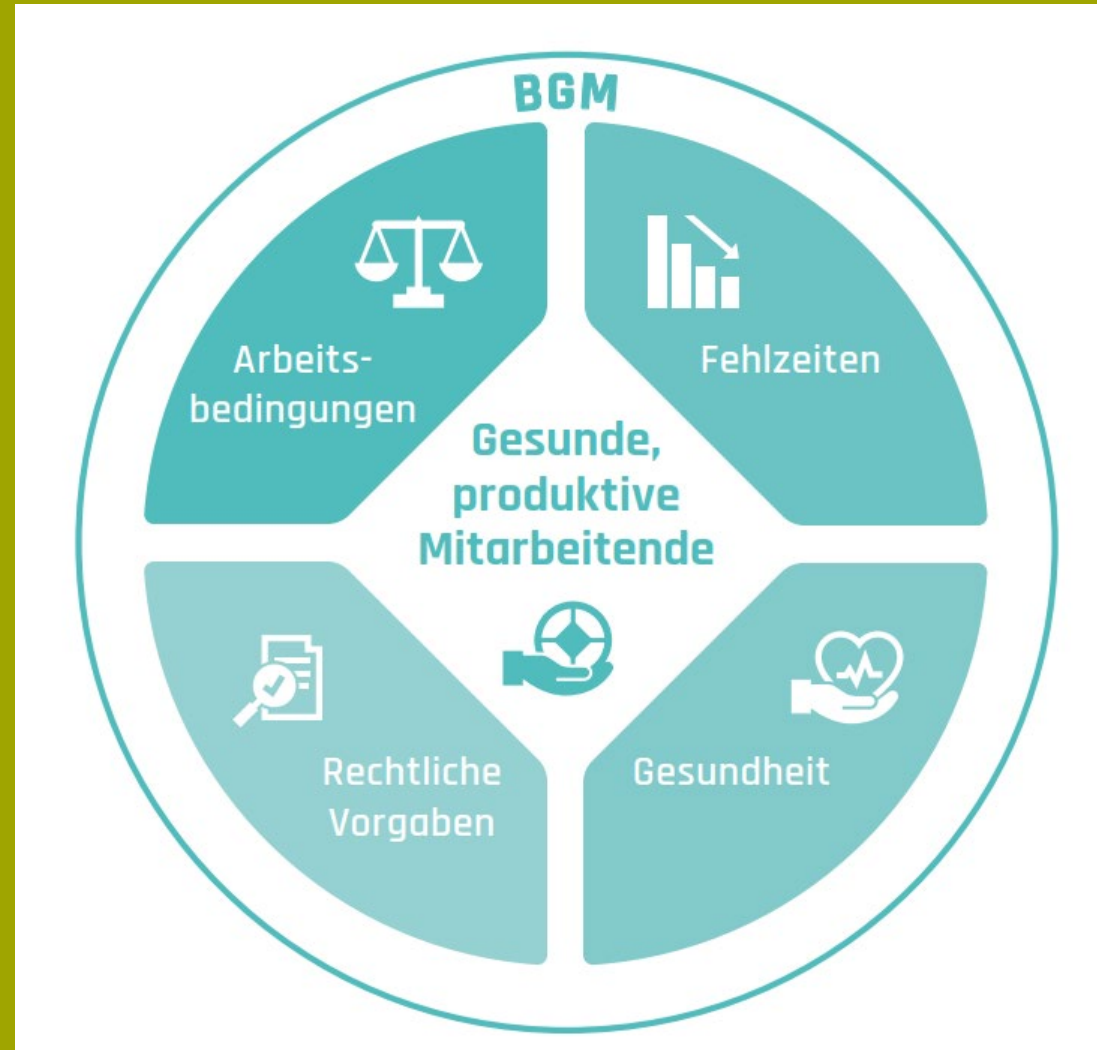 BGM
Arbeits-
bedingungen
Fehlzeiten
Gesunde,
produktive
Mitarbeitende
Rechtliche
Vorgaben
Gesundheit